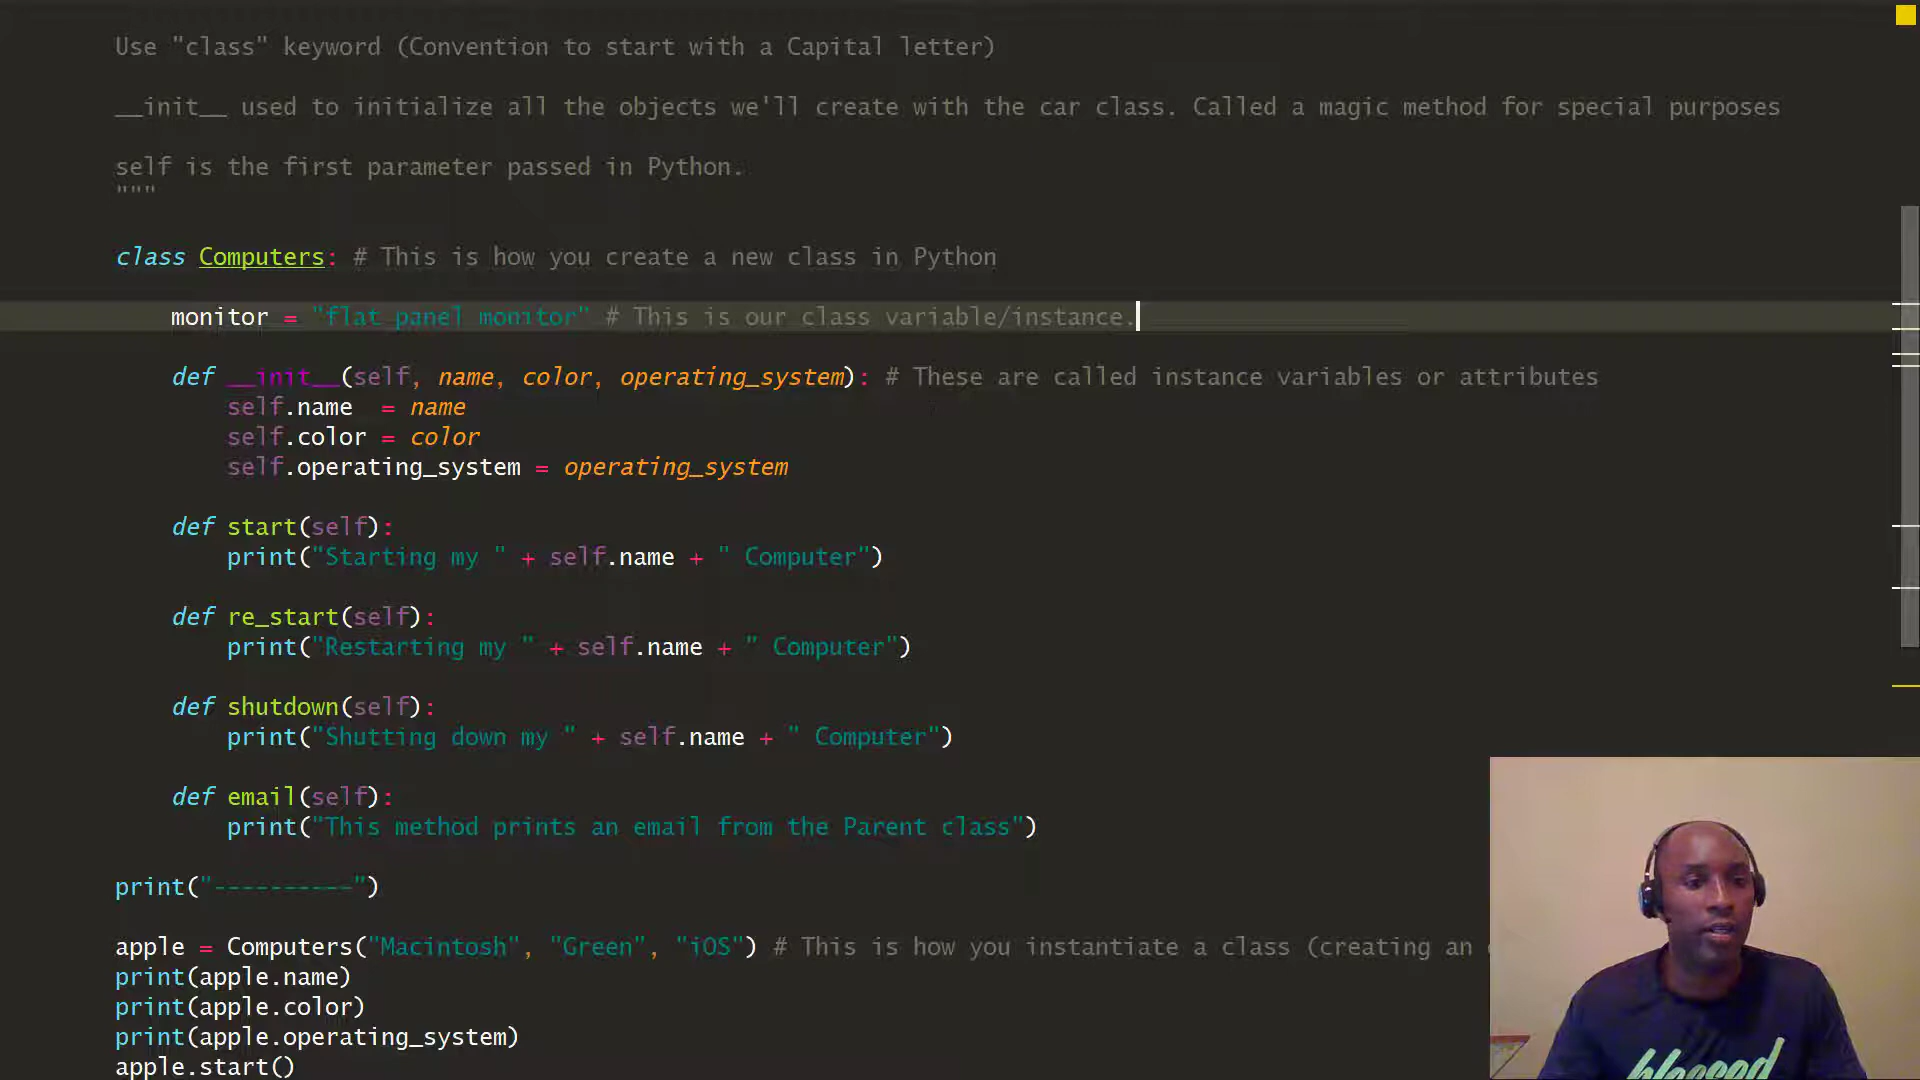 Use "class" keyword (Convention to start with a Capital letter)
__init__ used to initialize all the objects we'll create with the car class. Called a magic method for special purposes
self is the first parameter passed in Python.
"""
class Computers: # This is how you create a new class in Python
monitor = "flat panel monitor" # This is our class variable/instance.
def __init__(self, name, color, operating_system): # These are called instance variables or attributes
self.name  = name
self.color = color
self.operating_system = operating_system
def start(self):
print("Starting my " + self.name + " Computer")
def re_start(self):
print("Restarting my " + self.name + " Computer")
def shutdown(self):
print("Shutting down my " + self.name + " Computer")
def email(self):
print("This method prints an email from the Parent class")
print("----------")
apple = Computers("Macintosh", "Green", "iOS") # This is how you instantiate a class (creating an
print(apple.name)
print(apple.color)
print(apple.operating_system)
apple.start()
blessed